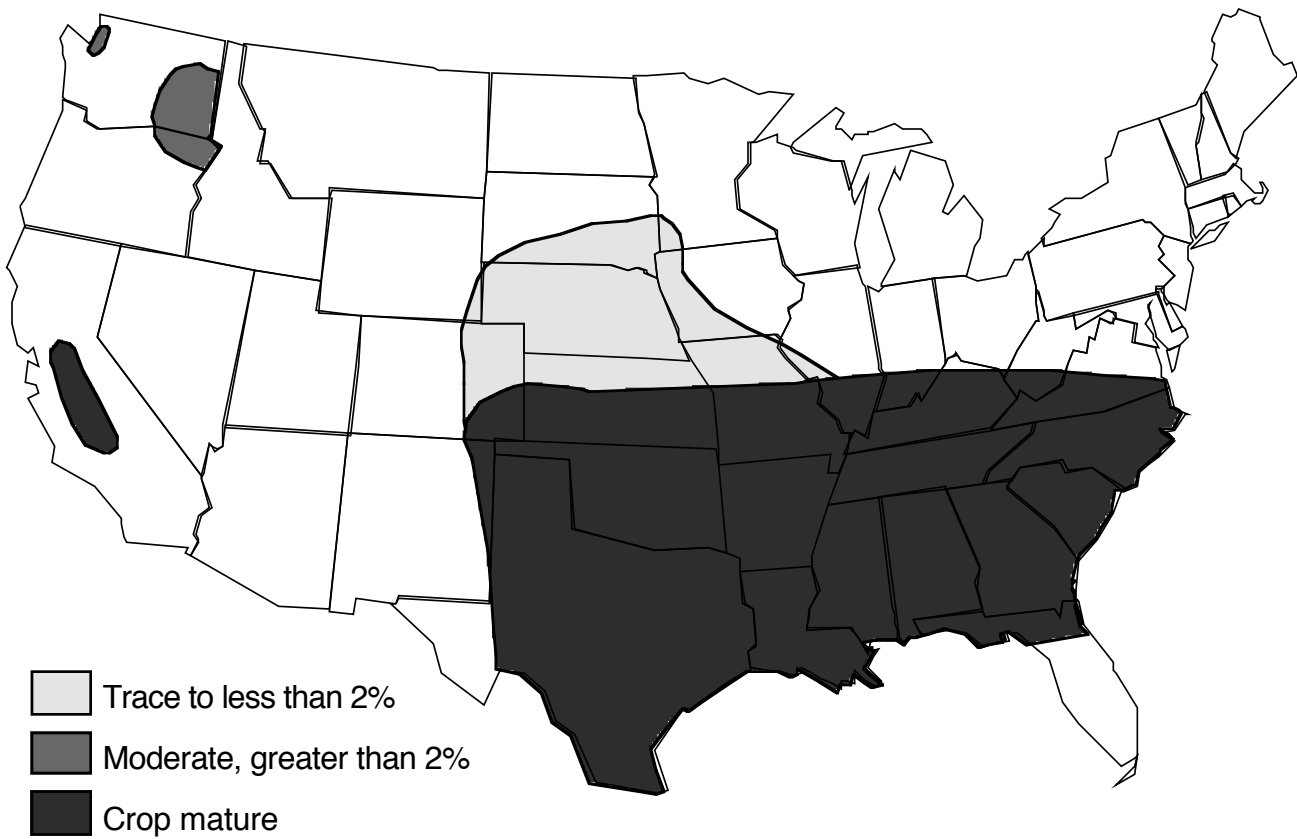 Trace to less than 2%
Moderate, greater than 2%
Crop mature